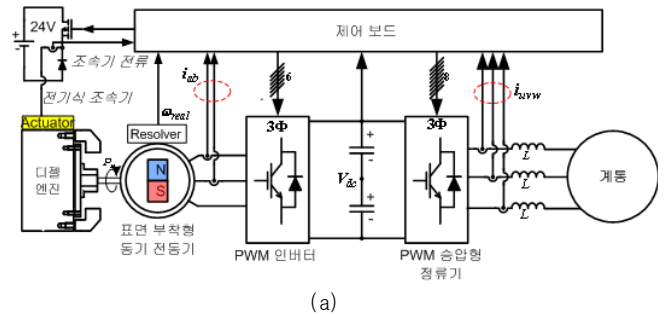 24V
제어 보드
조속기 전류
전기식 조속기
i_ab
6
8
i_uvw
ω_real
Actuator
Resolver
3Φ
3Φ
디젤
엔진
N
S
V_dc
+
-
+
-
L
L
L
계통
표면 부착형
동기 전동기
PWM 인버터
PWM 승압형
정류기
(a)